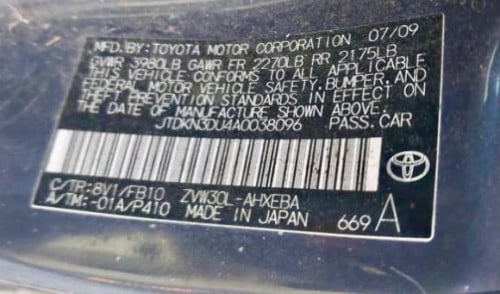 MFD. BY: TOYOTA MOTOR CORPORATION 07/09
GVWR 3980LB GAWR FR 2270LB RR 2175LB
THIS VEHICLE CONFORMS TO ALL APPLICABLE
FEDERAL MOTOR VEHICLE SAFETY, BUMPER, AND
THEFT PREVENTION STANDARDS IN EFFECT ON
THE DATE OF MANUFACTURE SHOWN ABOVE.
JTDKN3DU4A0038096 PASS.CAR
C/TR: 8V1/FB10 ZVW30L-AHXEBA
A/TM: -01A/P410 MADE IN JAPAN 669 A
TOYOTA